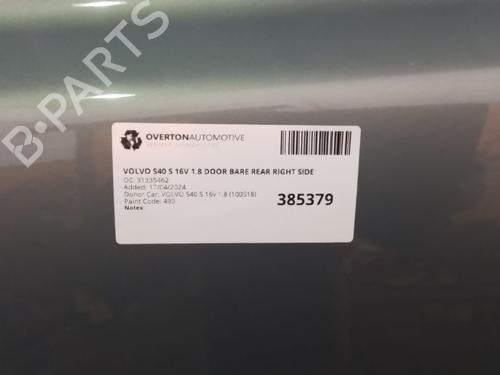 B-PARTS
OVERTONAUTOMOTIVE
VOLVO S40 S 16V 1.8 DOOR BARE REAR RIGHT SIDE
OE: 31335462
Added: 17/04/2024
Donor Car: VOLVO S40 S 16v 1.8 (100518)
Paint Code: 490
Notes:
385379